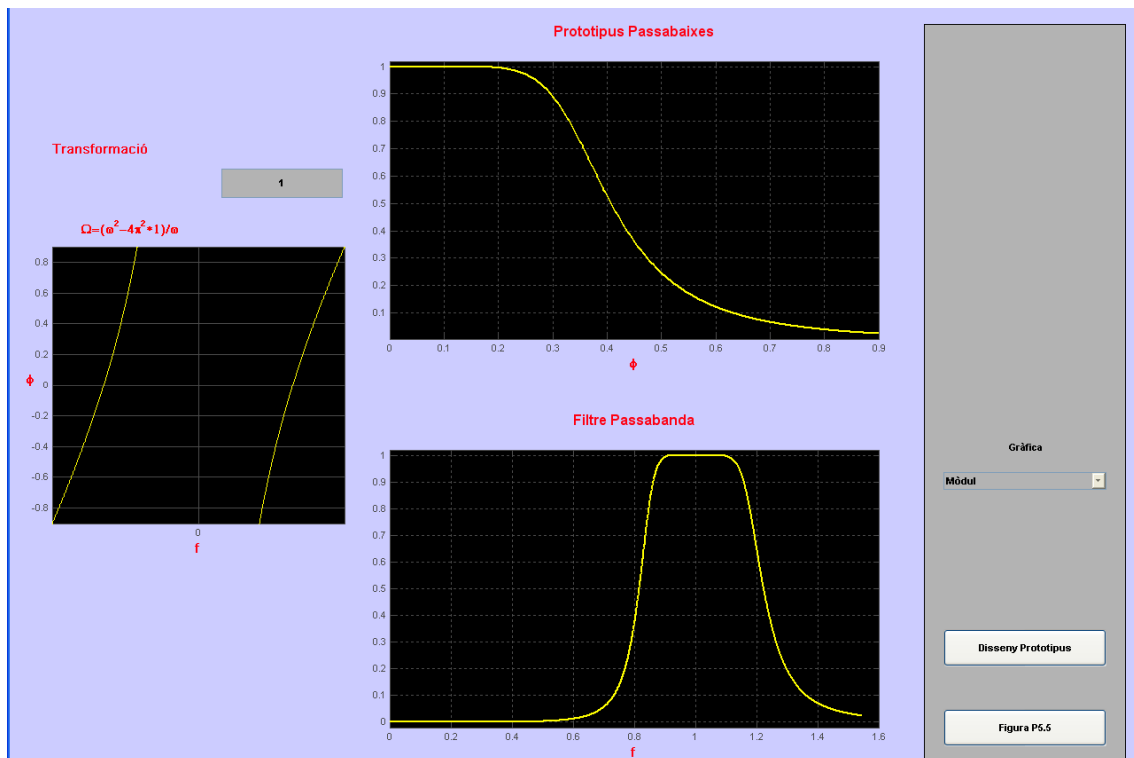 Prototipus Passabaixes
1
0.9
0.8
0.7
0.6
0.5
0.4
0.3
0.2
0.1
0 0.1 0.2 0.3 0.4 0.5 0.6 0.7 0.8 0.9
ϕ
Transformació
1
Ω=(ω²−4π²*1)/ω
0.8
0.6
0.4
0.2
ϕ 0
-0.2
-0.4
-0.6
-0.8
0
f
Filtre Passabanda
1
0.9
0.8
0.7
0.6
0.5
0.4
0.3
0.2
0.1
0
0 0.2 0.4 0.6 0.8 1 1.2 1.4 1.6
f
Gràfica
Mòdul
Disseny Prototipus
Figura P5.5